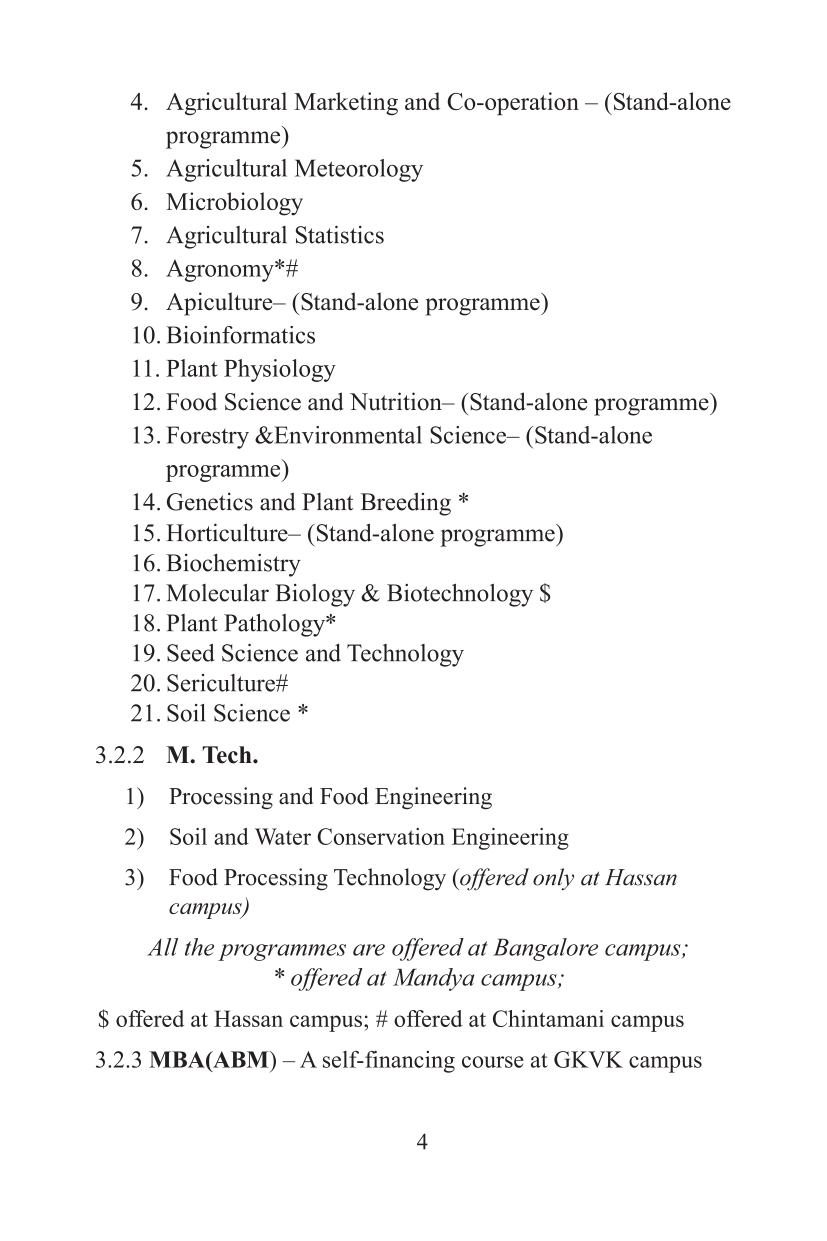 4. Agricultural Marketing and Co-operation – (Stand-alone
programme)
5. Agricultural Meteorology
6. Microbiology
7. Agricultural Statistics
8. Agronomy*#
9. Apiculture– (Stand-alone programme)
10. Bioinformatics
11. Plant Physiology
12. Food Science and Nutrition– (Stand-alone programme)
13. Forestry &Environmental Science– (Stand-alone
programme)
14. Genetics and Plant Breeding *
15. Horticulture– (Stand-alone programme)
16. Biochemistry
17. Molecular Biology & Biotechnology $
18. Plant Pathology*
19. Seed Science and Technology
20. Sericulture#
21. Soil Science *
3.2.2 M. Tech.
1) Processing and Food Engineering
2) Soil and Water Conservation Engineering
3) Food Processing Technology (offered only at Hassan
campus)
All the programmes are offered at Bangalore campus;
* offered at Mandya campus;
$ offered at Hassan campus; # offered at Chintamani campus
3.2.3 MBA(ABM) – A self-financing course at GKVK campus
4